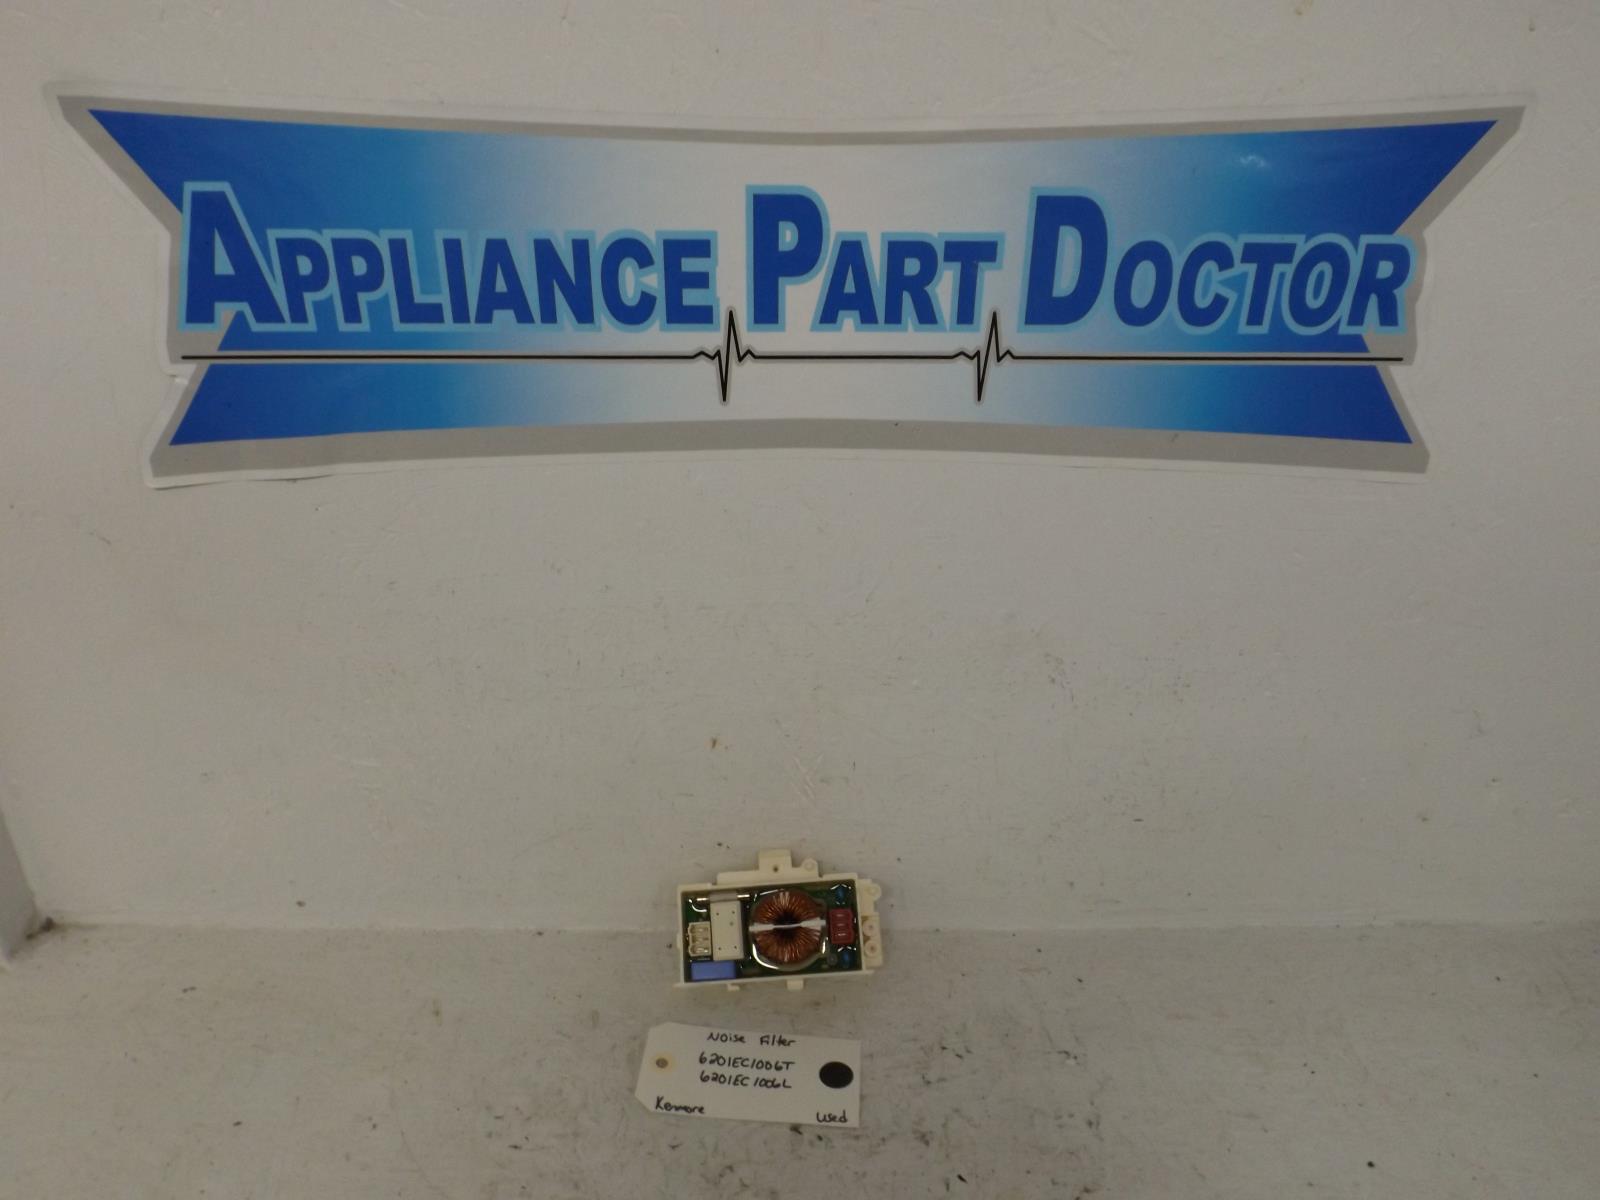 APPLIANCE PART DOCTOR
Noise Filter
6201EC1006T
6201EC1006L
Kenmore
used